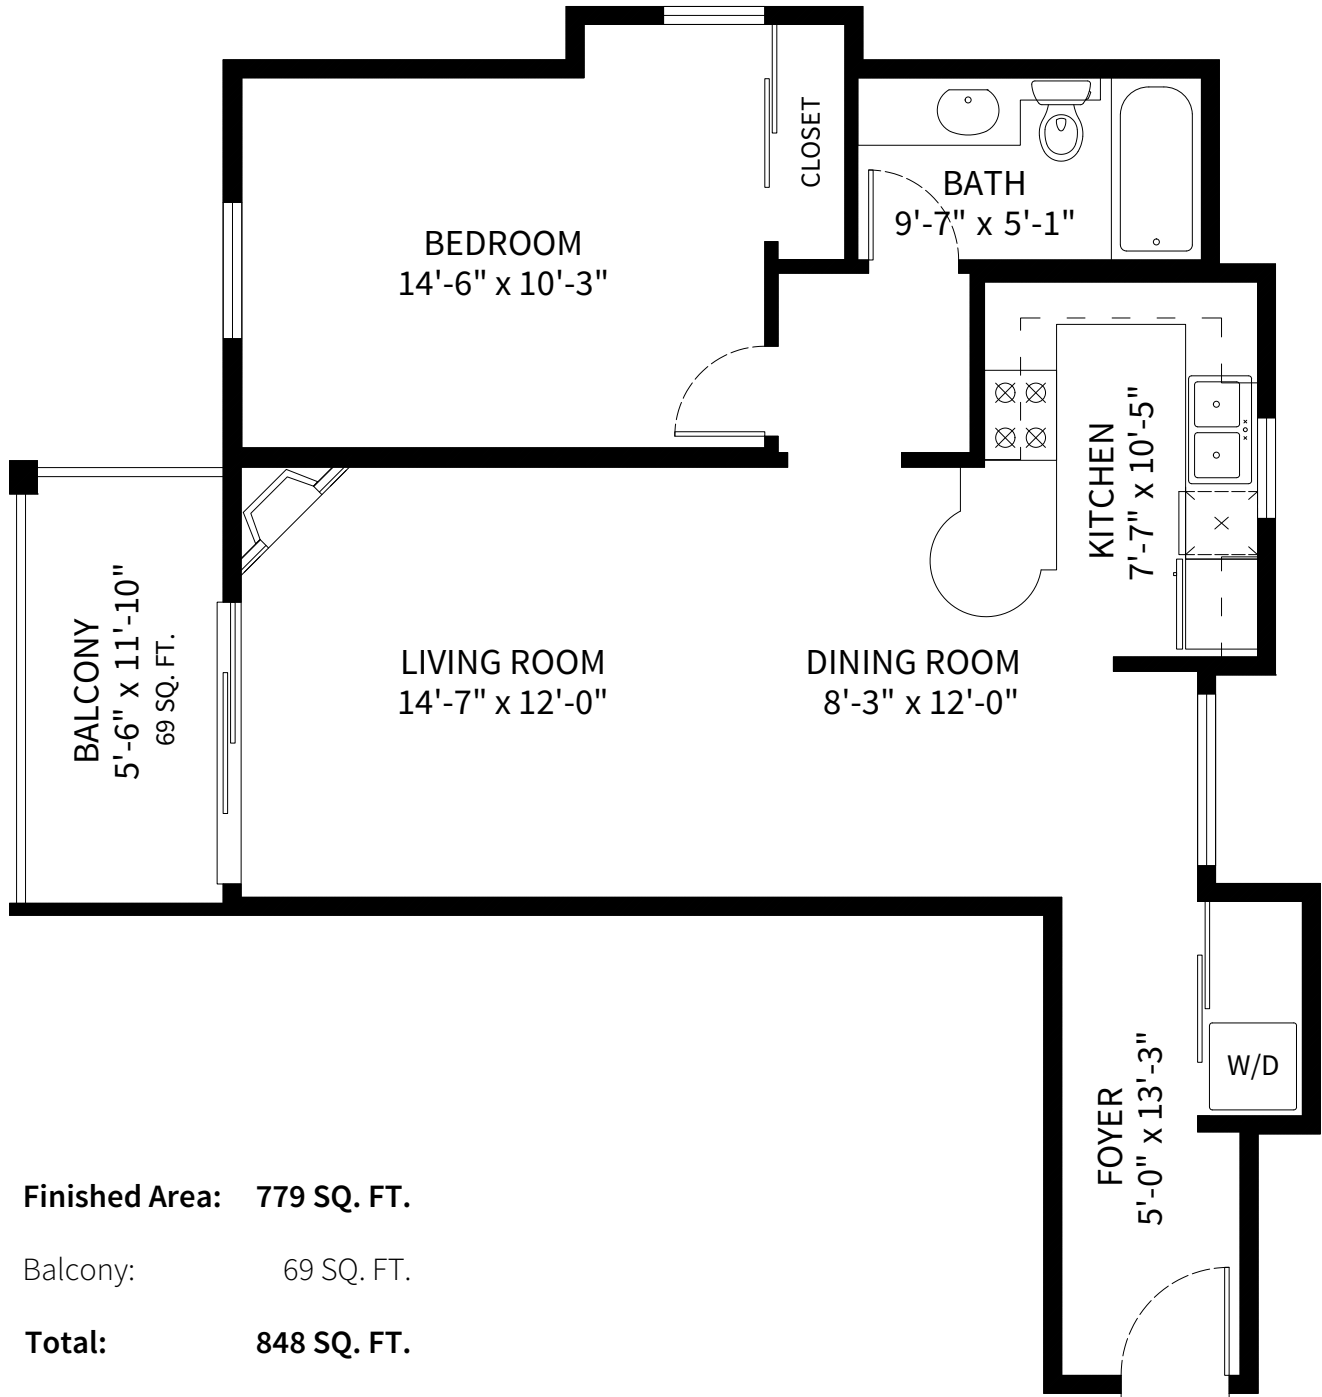 CLOSET
BATH
9'-7" x 5'-1"
BEDROOM
14'-6" x 10'-3"
KITCHEN
7'-7" x 10'-5"
BALCONY
5'-6" x 11'-10"
69 SQ. FT.
LIVING ROOM
14'-7" x 12'-0"
DINING ROOM
8'-3" x 12'-0"
W/D
FOYER
5'-0" x 13'-3"
Finished Area: 779 SQ. FT.
Balcony: 69 SQ. FT.
Total: 848 SQ. FT.